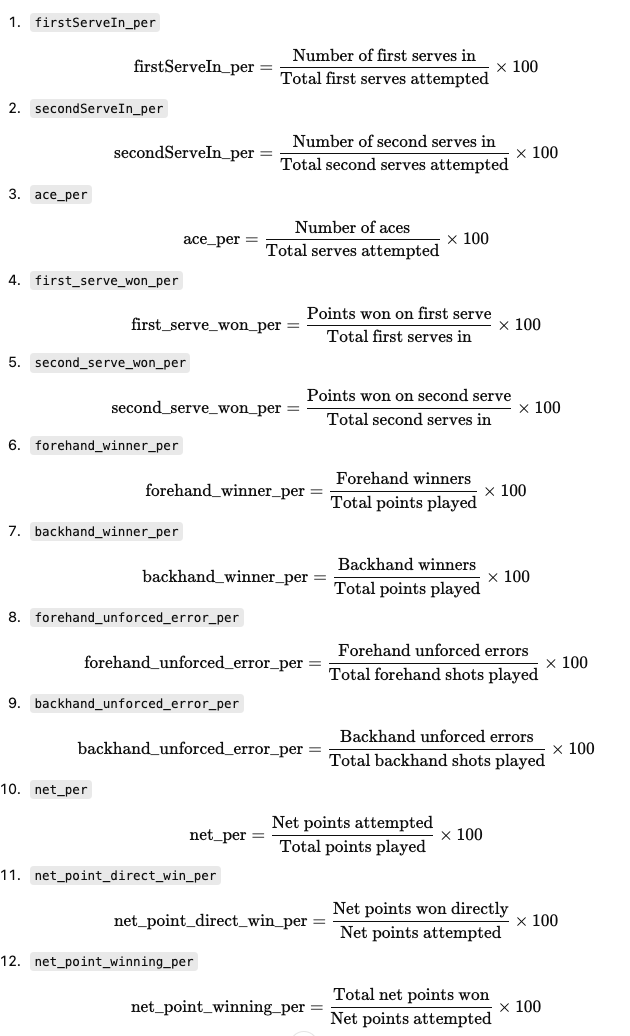 1. firstServeIn_per
firstServeIn_per = Number of first serves in / Total first serves attempted × 100
2. secondServeIn_per
secondServeIn_per = Number of second serves in / Total second serves attempted × 100
3. ace_per
ace_per = Number of aces / Total serves attempted × 100
4. first_serve_won_per
first_serve_won_per = Points won on first serve / Total first serves in × 100
5. second_serve_won_per
second_serve_won_per = Points won on second serve / Total second serves in × 100
6. forehand_winner_per
forehand_winner_per = Forehand winners / Total points played × 100
7. backhand_winner_per
backhand_winner_per = Backhand winners / Total points played × 100
8. forehand_unforced_error_per
forehand_unforced_error_per = Forehand unforced errors / Total forehand shots played × 100
9. backhand_unforced_error_per
backhand_unforced_error_per = Backhand unforced errors / Total backhand shots played × 100
10. net_per
net_per = Net points attempted / Total points played × 100
11. net_point_direct_win_per
net_point_direct_win_per = Net points won directly / Net points attempted × 100
12. net_point_winning_per
net_point_winning_per = Total net points won / Net points attempted × 100